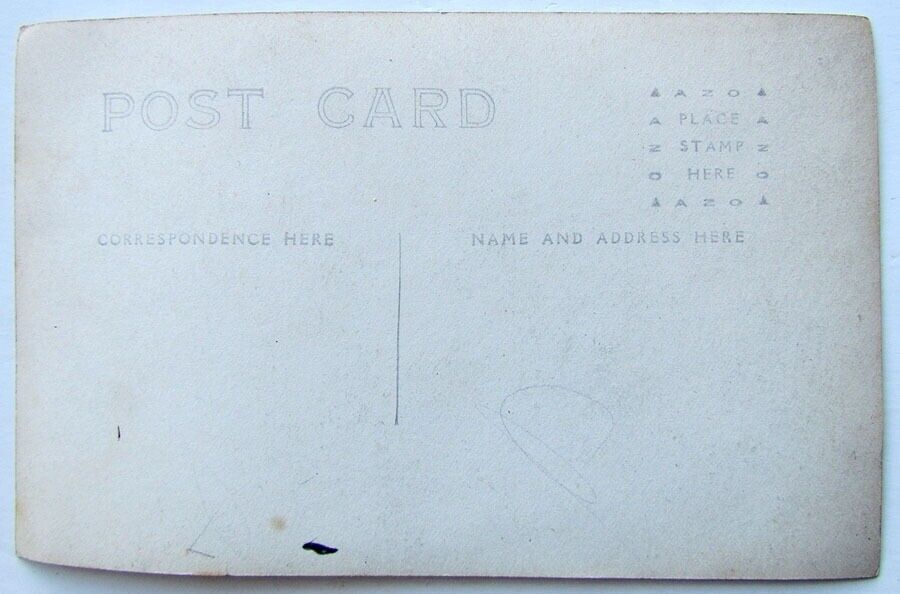 POST CARD
▲ AZO ▲
A PLACE A
Z STAMP Z
O HERE O
▲ AZO ▲
CORRESPONDENCE HERE
NAME AND ADDRESS HERE